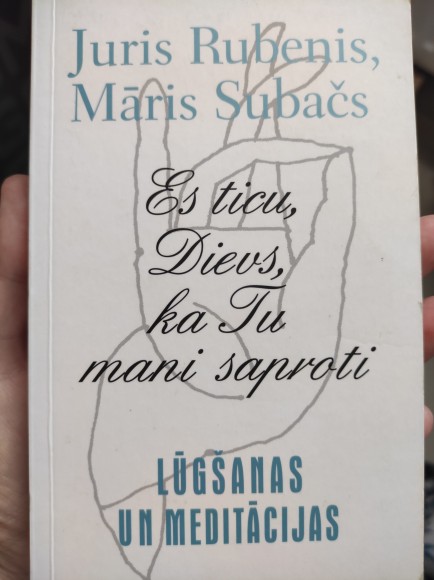 Juris Rubenis,
Māris Subačs
Es ticu,
Dievs,
ka Tu
mani saproti
LŪGŠANAS
UN MEDITĀCIJAS